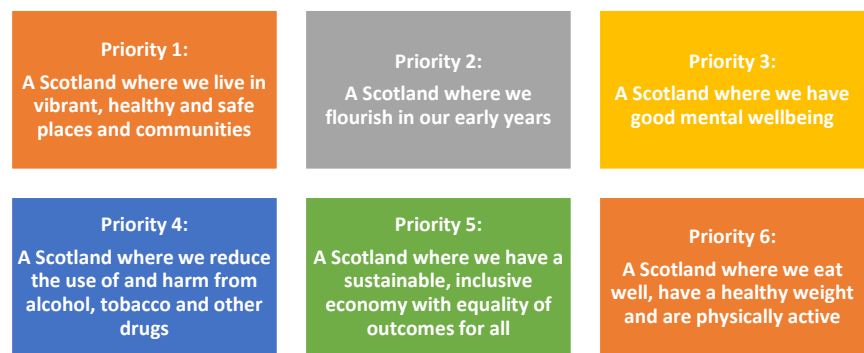 Priority 1:
A Scotland where we live in
vibrant, healthy and safe
places and communities
Priority 2:
A Scotland where we
flourish in our early years
Priority 3:
A Scotland where we have
good mental wellbeing
Priority 4:
A Scotland where we reduce
the use of and harm from
alcohol, tobacco and other
drugs
Priority 5:
A Scotland where we have a
sustainable, inclusive
economy with equality of
outcomes for all
Priority 6:
A Scotland where we eat
well, have a healthy weight
and are physically active